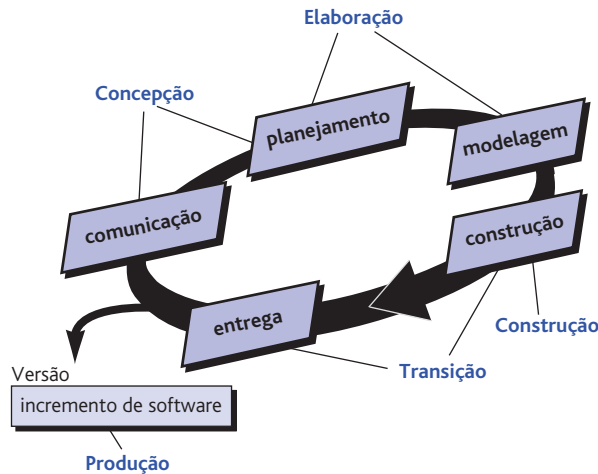 Elaboração
Concepção
planejamento
modelagem
comunicação
construção
entrega
Construção
Transição
Versão
incremento de software
Produção